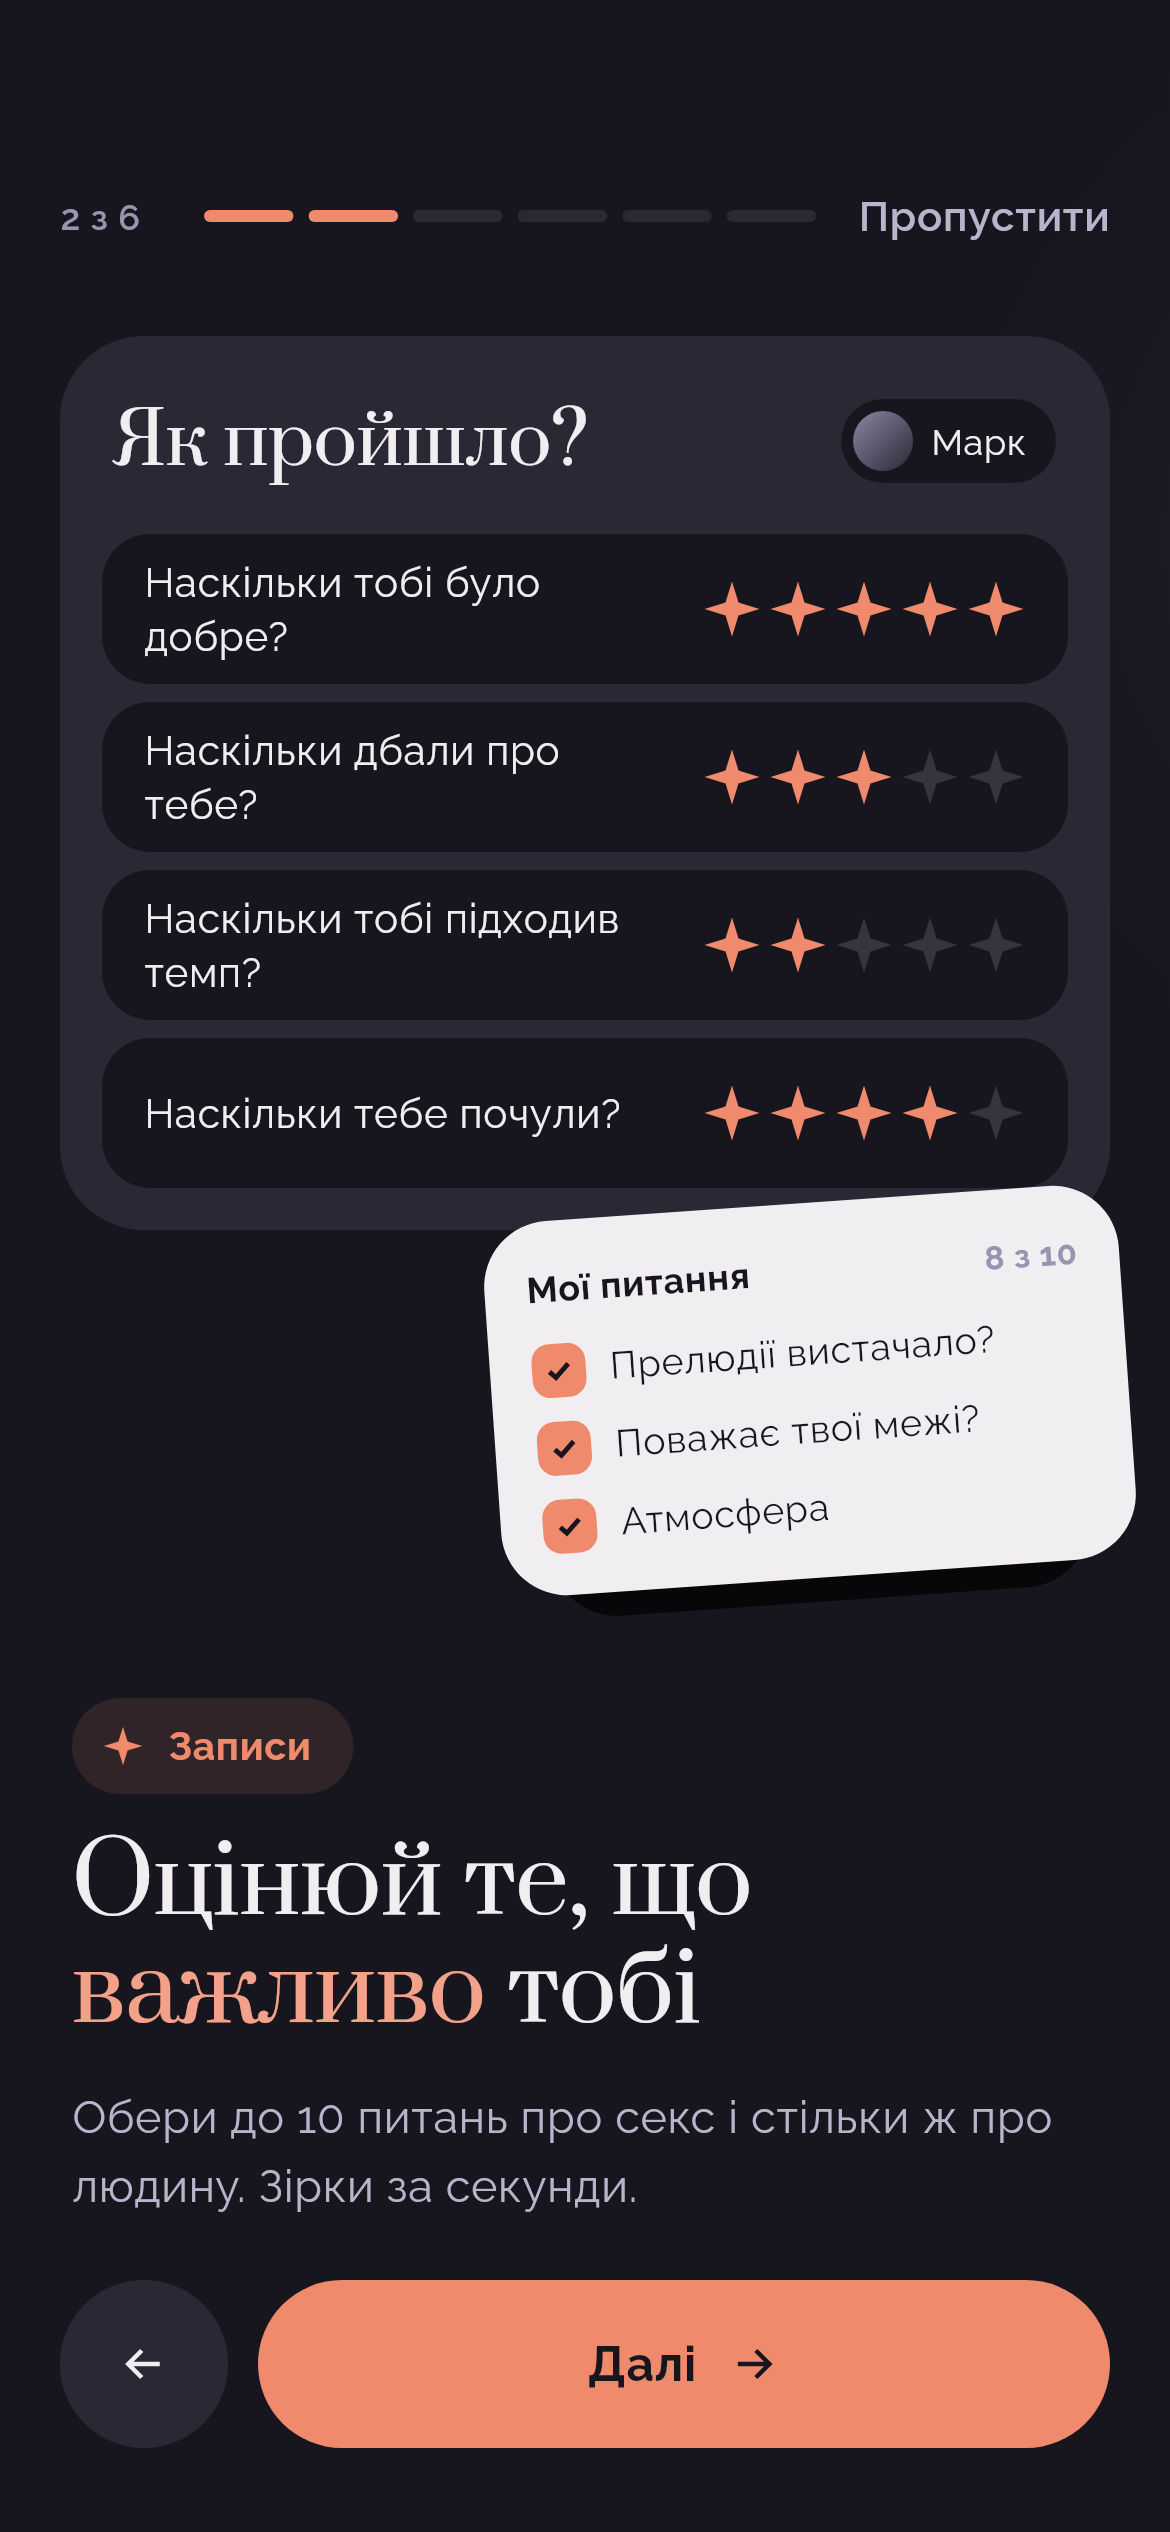 2 з 6
Пропустити
Як пройшло?
Марк
Наскільки тобі було
добре?
Наскільки дбали про
тебе?
Наскільки тобі підходив
темп?
Наскільки тебе почули?
Мої питання
8 з 10
Прелюдії вистачало?
Поважає твої межі?
Атмосфера
Записи
Оцінюй те, що
важливо тобі
Обери до 10 питань про секс і стільки ж про
людину. Зірки за секунди.
Далі